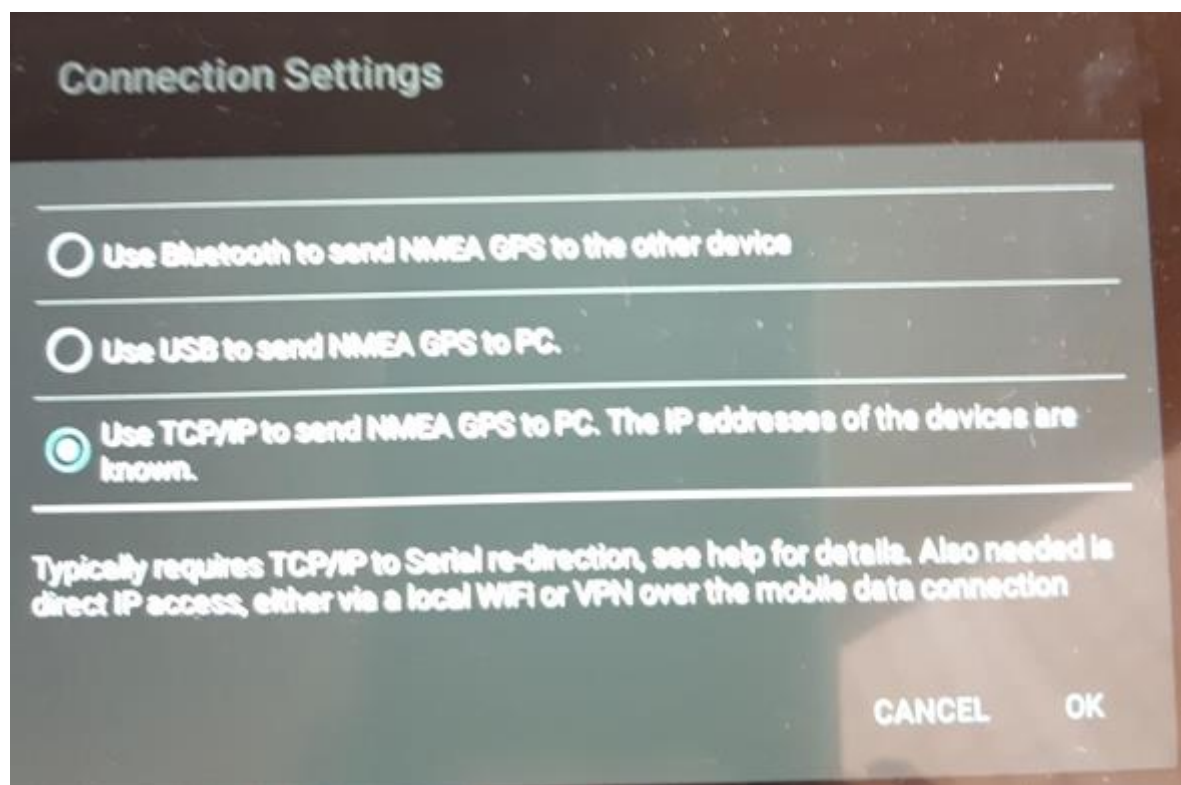 Connection Settings
Use Bluetooth to send NMEA GPS to the other device
Use USB to send NMEA GPS to PC.
Use TCP/IP to send NMEA GPS to PC. The IP addresses of the devices are
known.
Typically requires TCP/IP to Serial re-direction, see help for details. Also needed is
direct IP access, either via a local WiFi or VPN over the mobile data connection
CANCEL OK